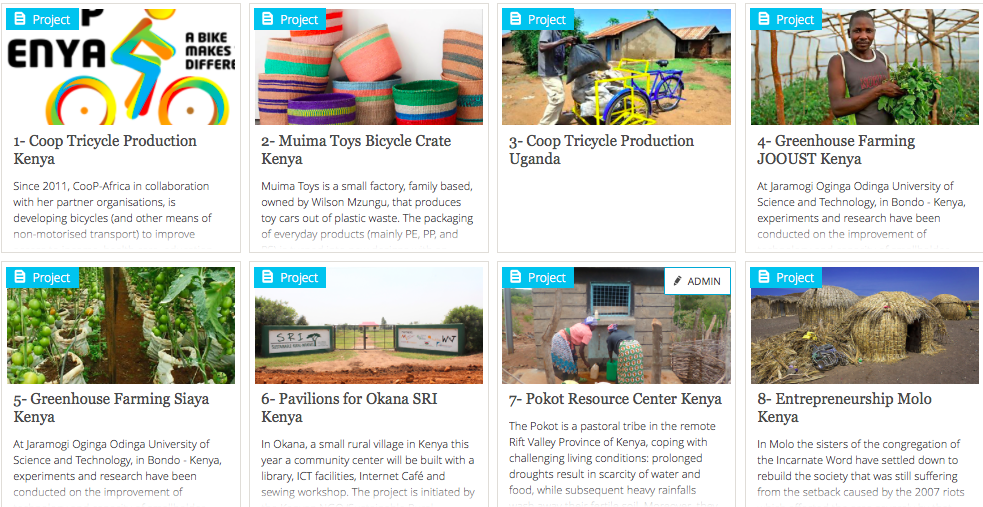 Project
P
ENYA
A BIKE
MAKES
DIFFERE
1- Coop Tricycle Production
Kenya
Since 2011, CooP-Africa in collaboration
with her partner organisations, is
developing bicycles (and other means of
non-motorised transport) to improve
Project
2- Muima Toys Bicycle Crate
Kenya
Muima Toys is a small factory, family based,
owned by Wilson Mzungu, that produces
toy cars out of plastic waste. The packaging
of everyday products (mainly PE, PP, and
Project
3- Coop Tricycle Production
Uganda
Project
4- Greenhouse Farming
JOOUST Kenya
At Jaramogi Oginga Odinga University of
Science and Technology, in Bondo - Kenya,
experiments and research have been
conducted on the improvement of
Project
5- Greenhouse Farming Siaya
Kenya
At Jaramogi Oginga Odinga University of
Science and Technology, in Bondo - Kenya,
experiments and research have been
conducted on the improvement of
Project
SRI
6- Pavilions for Okana SRI
Kenya
In Okana, a small rural village in Kenya this
year a community center will be built with a
library, ICT facilities, Internet Café and
sewing workshop. The project is initiated by
Project
ADMIN
7- Pokot Resource Center Kenya
The Pokot is a pastoral tribe in the remote
Rift Valley Province of Kenya, coping with
challenging living conditions: prolonged
droughts result in scarcity of water and
food, while subsequent heavy rainfalls
Project
8- Entrepreneurship Molo
Kenya
In Molo the sisters of the congregation of
the Incarnate Word have settled down to
rebuild the society that was still suffering
from the setback caused by the 2007 riots